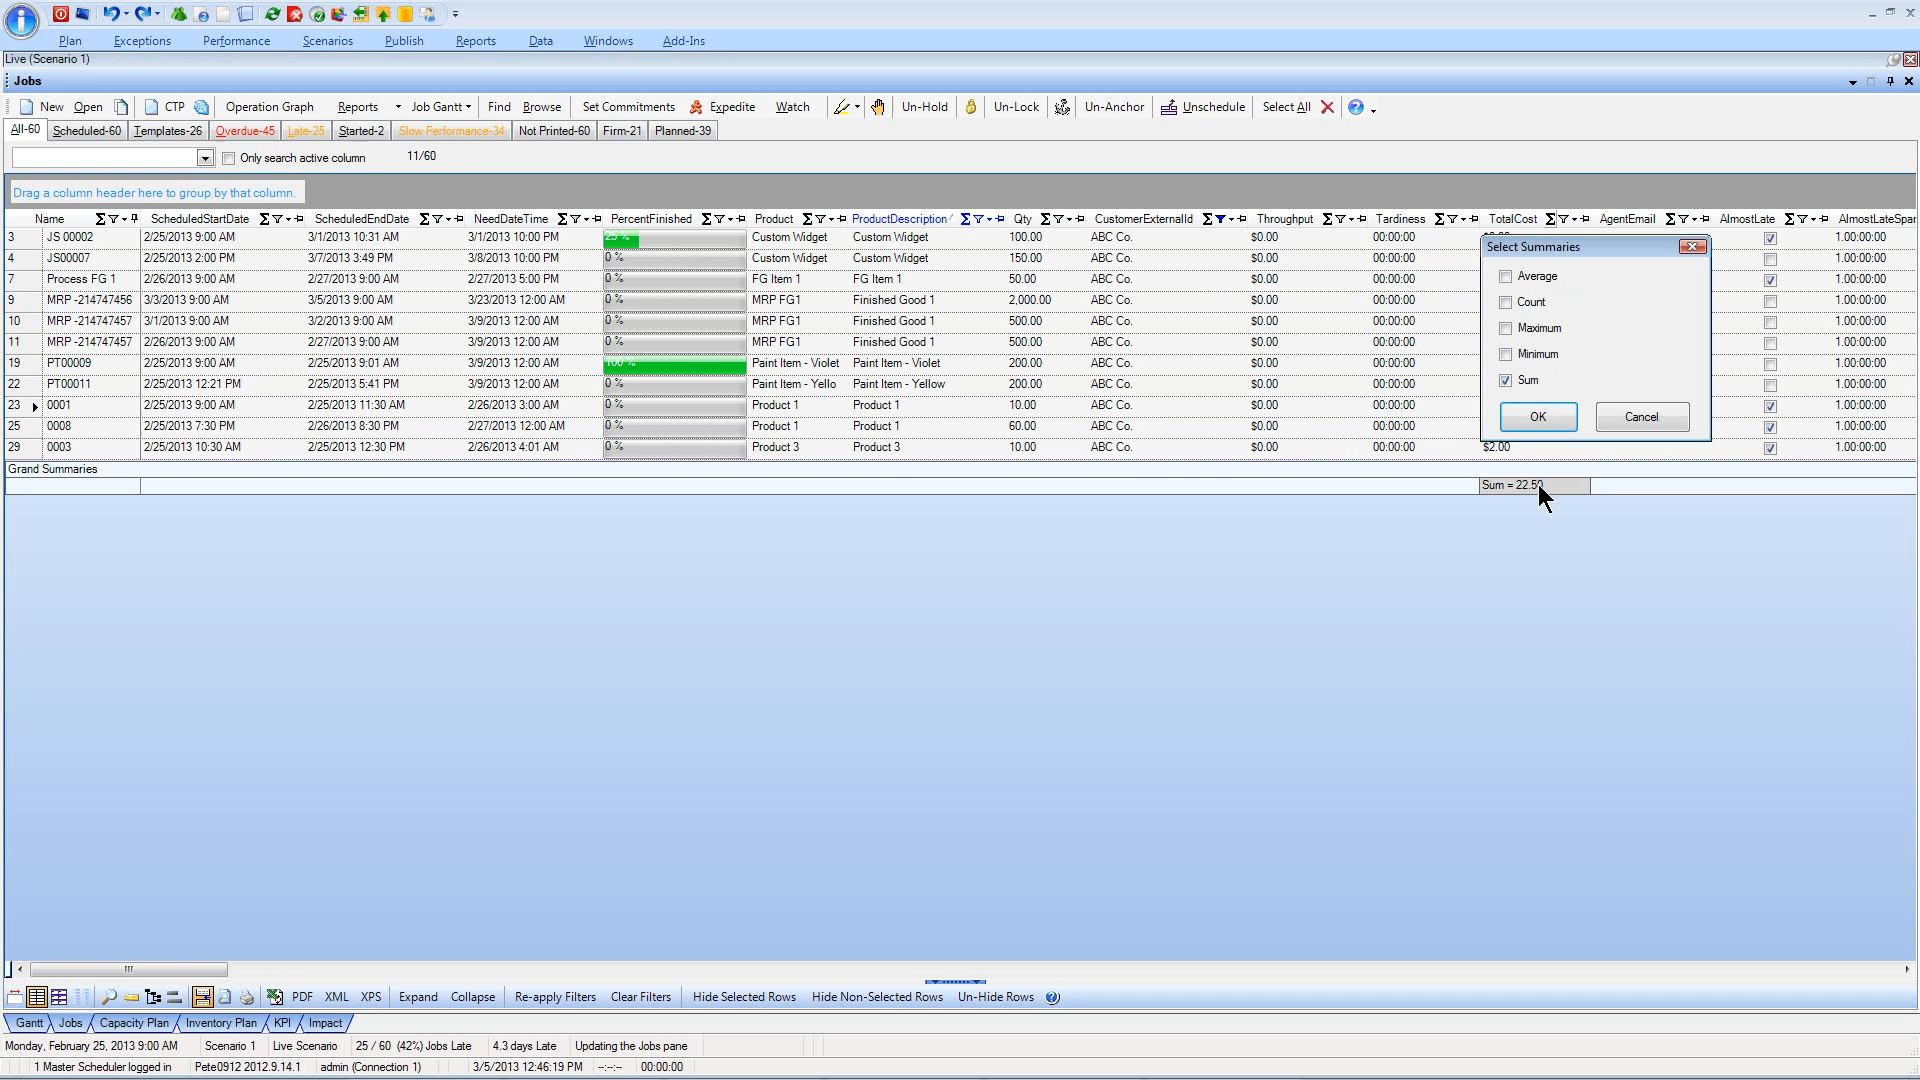 Plan Exceptions Performance Scenarios Publish Reports Data Windows Add-Ins
Live (Scenario 1)
Jobs
New Open CTP Operation Graph Reports Job Gantt Find Browse Set Commitments Expedite Watch Un-Hold Un-Lock Un-Anchor Unschedule Select All
All-60 Scheduled-60 Templates-26 Overdue-45 Late-25 Started-2 Slow Performance-34 Not Printed-60 Firm-21 Planned-39
Only search active column 11/60
Drag a column header here to group by that column.
Name ScheduledStartDate ScheduledEndDate NeedDateTime PercentFinished Product ProductDescription Qty CustomerExternalId Throughput Tardiness TotalCost AgentEmail AlmostLate AlmostLateSpan
3 JS 00002 2/25/2013 9:00 AM 3/1/2013 10:31 AM 3/1/2013 10:00 PM 25 % Custom Widget Custom Widget 100.00 ABC Co. $0.00 00:00:00 1.00:00:00
4 JS00007 2/25/2013 2:00 PM 3/7/2013 3:49 PM 3/8/2013 10:00 PM 0 % Custom Widget Custom Widget 150.00 ABC Co. $0.00 00:00:00 1.00:00:00
7 Process FG 1 2/26/2013 9:00 AM 2/27/2013 9:00 AM 2/27/2013 5:00 PM 0 % FG Item 1 FG Item 1 50.00 ABC Co. $0.00 00:00:00 1.00:00:00
9 MRP -214747456 3/3/2013 9:00 AM 3/5/2013 9:00 AM 3/23/2013 12:00 AM 0 % MRP FG1 Finished Good 1 2,000.00 ABC Co. $0.00 00:00:00 1.00:00:00
10 MRP -214747457 3/1/2013 9:00 AM 3/2/2013 9:00 AM 3/9/2013 12:00 AM 0 % MRP FG1 Finished Good 1 500.00 ABC Co. $0.00 00:00:00 1.00:00:00
11 MRP -214747457 2/26/2013 9:00 AM 2/27/2013 9:00 AM 3/9/2013 12:00 AM 0 % MRP FG1 Finished Good 1 500.00 ABC Co. $0.00 00:00:00 1.00:00:00
19 PT00009 2/25/2013 9:00 AM 2/25/2013 9:01 AM 3/9/2013 12:00 AM 100 % Paint Item - Violet Paint Item - Violet 200.00 ABC Co. $0.00 00:00:00 1.00:00:00
22 PT00011 2/25/2013 12:21 PM 2/25/2013 5:41 PM 3/9/2013 12:00 AM 0 % Paint Item - Yello Paint Item - Yellow 200.00 ABC Co. $0.00 00:00:00 1.00:00:00
23 0001 2/25/2013 9:00 AM 2/25/2013 11:30 AM 2/26/2013 3:00 AM 0 % Product 1 Product 1 10.00 ABC Co. $0.00 00:00:00 1.00:00:00
25 0008 2/25/2013 7:30 PM 2/26/2013 8:30 PM 2/27/2013 12:00 AM 0 % Product 1 Product 1 60.00 ABC Co. $0.00 00:00:00 1.00:00:00
29 0003 2/25/2013 10:30 AM 2/25/2013 12:30 PM 2/26/2013 4:01 AM 0 % Product 3 Product 3 10.00 ABC Co. $0.00 00:00:00 $2.00 1.00:00:00
Select Summaries
Average
Count
Maximum
Minimum
Sum
OK Cancel
Grand Summaries
Sum = 22.50
PDF XML XPS Expand Collapse Re-apply Filters Clear Filters Hide Selected Rows Hide Non-Selected Rows Un-Hide Rows
Gantt Jobs Capacity Plan Inventory Plan KPI Impact
Monday, February 25, 2013 9:00 AM Scenario 1 Live Scenario 25 / 60 (42%) Jobs Late 4.3 days Late Updating the Jobs pane
1 Master Scheduler logged in Pete0912 2012.9.14.1 admin (Connection 1) 3/5/2013 12:46:19 PM --:--:-- 00:00:00